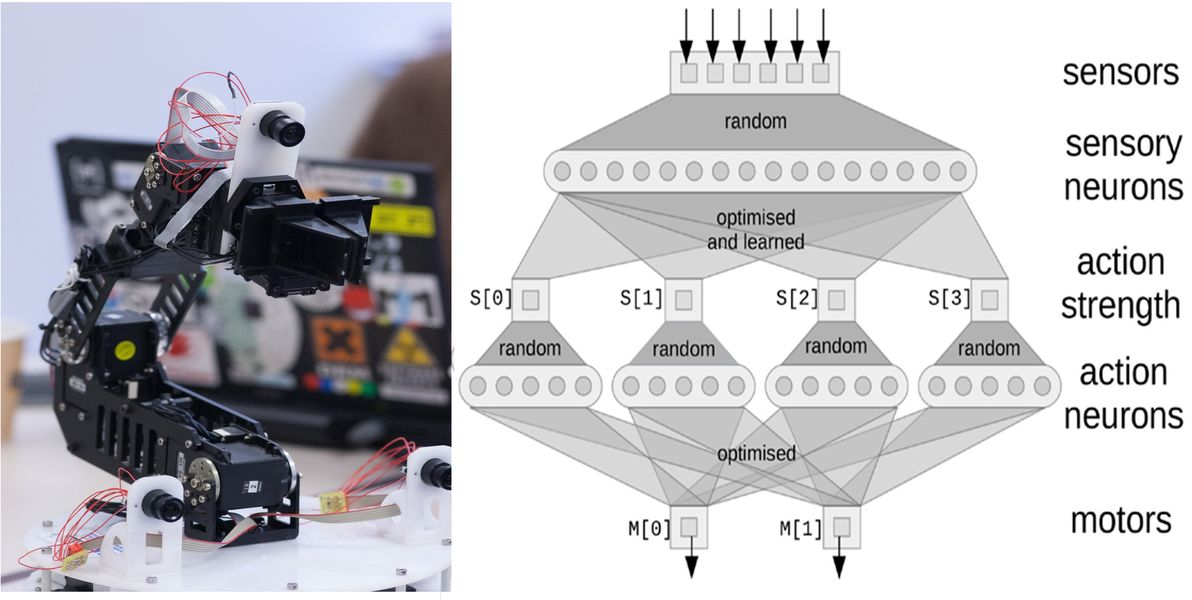 sensors
random
sensory
neurons
optimised
and learned
action
strength
S[0]
S[1]
S[2]
S[3]
random
random
random
random
action
neurons
optimised
motors
M[0]
M[1]
2